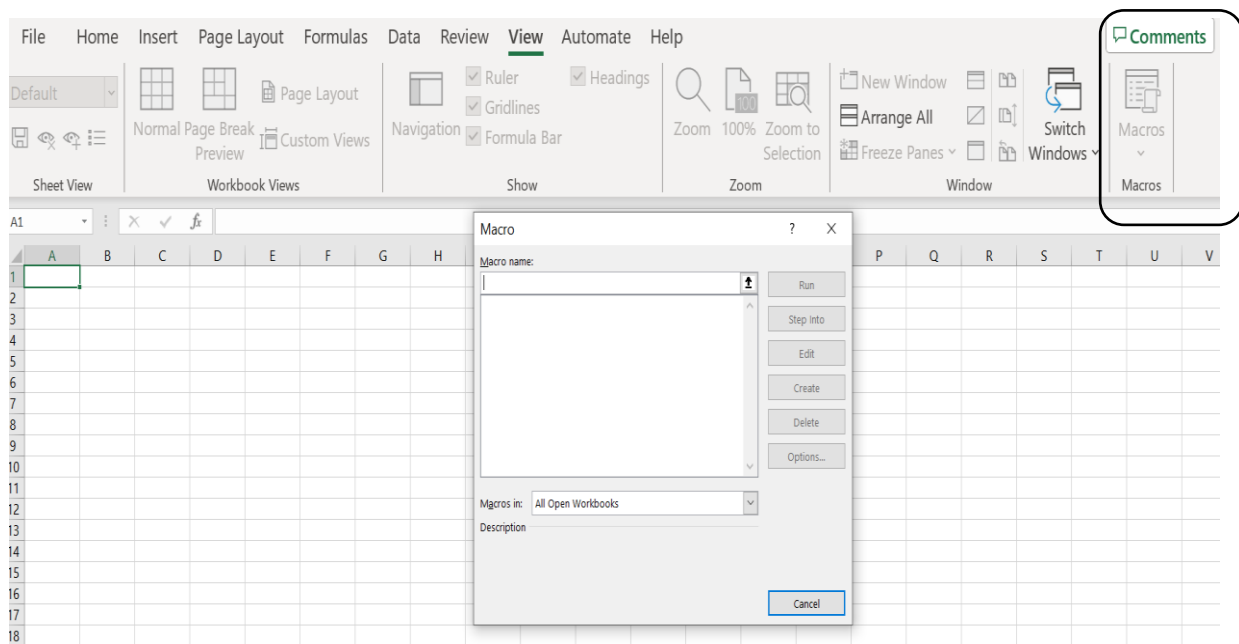 File Home Insert Page Layout Formulas Data Review View Automate Help Comments
Default
Normal
Page Break
Preview
Page Layout
Custom Views
Navigation
Ruler
Gridlines
Formula Bar
Headings
Zoom
100%
100
Zoom to
Selection
New Window
Arrange All
Freeze Panes
Switch
Windows
Macros
Sheet View Workbook Views Show Zoom Window Macros
A1 fx
A B C D E F G H P Q R S T U V
1
2
3
4
5
6
7
8
9
10
11
12
13
14
15
16
17
18
Macro ? X
Macro name:
Run
Step Into
Edit
Create
Delete
Options...
Macros in: All Open Workbooks
Description
Cancel